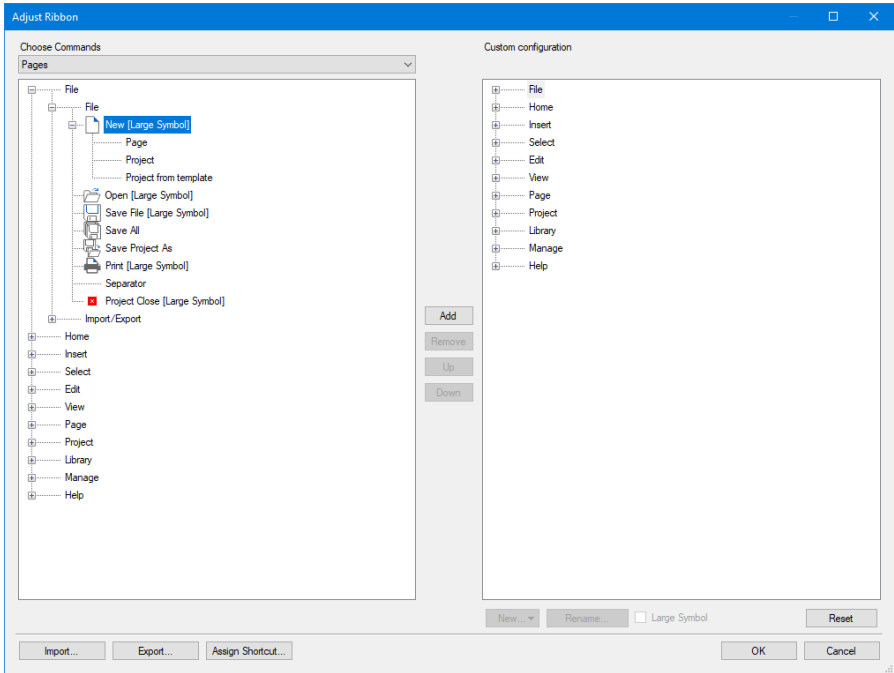 Adjust Ribbon
Choose Commands
Custom configuration
Pages
File
File
New [Large Symbol]
Page
Project
Project from template
Open [Large Symbol]
Save File [Large Symbol]
Save All
Save Project As
Print [Large Symbol]
Separator
Project Close [Large Symbol]
Import/Export
Home
Insert
Select
Edit
View
Page
Project
Library
Manage
Help
Add
Remove
Up
Down
File
Home
Insert
Select
Edit
View
Page
Project
Library
Manage
Help
New...
Rename...
Large Symbol
Reset
Import...
Export...
Assign Shortcut...
OK
Cancel